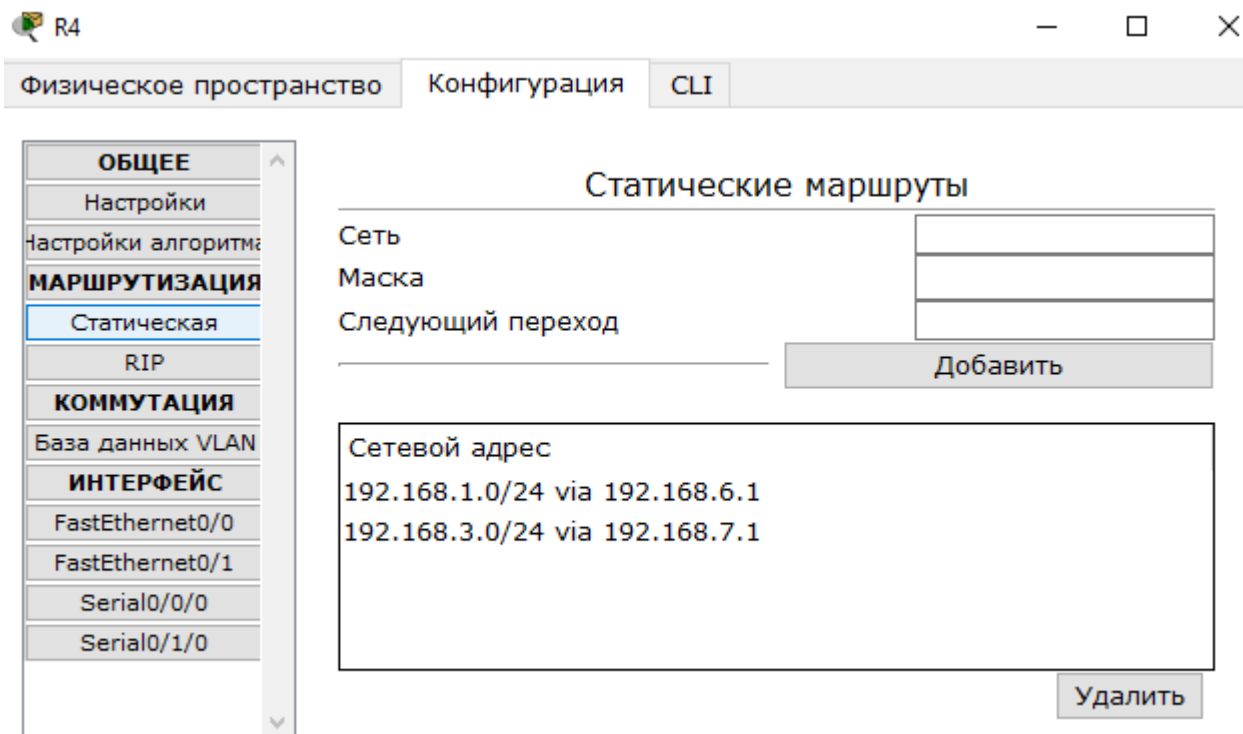 R4
Физическое пространство
Конфигурация
CLI
ОБЩЕЕ
Настройки
Настройки алгоритма
МАРШРУТИЗАЦИЯ
Статическая
RIP
КОММУТАЦИЯ
База данных VLAN
ИНТЕРФЕЙС
FastEthernet0/0
FastEthernet0/1
Serial0/0/0
Serial0/1/0
Статические маршруты
Сеть
Маска
Следующий переход
Добавить
Сетевой адрес
192.168.1.0/24 via 192.168.6.1
192.168.3.0/24 via 192.168.7.1
Удалить